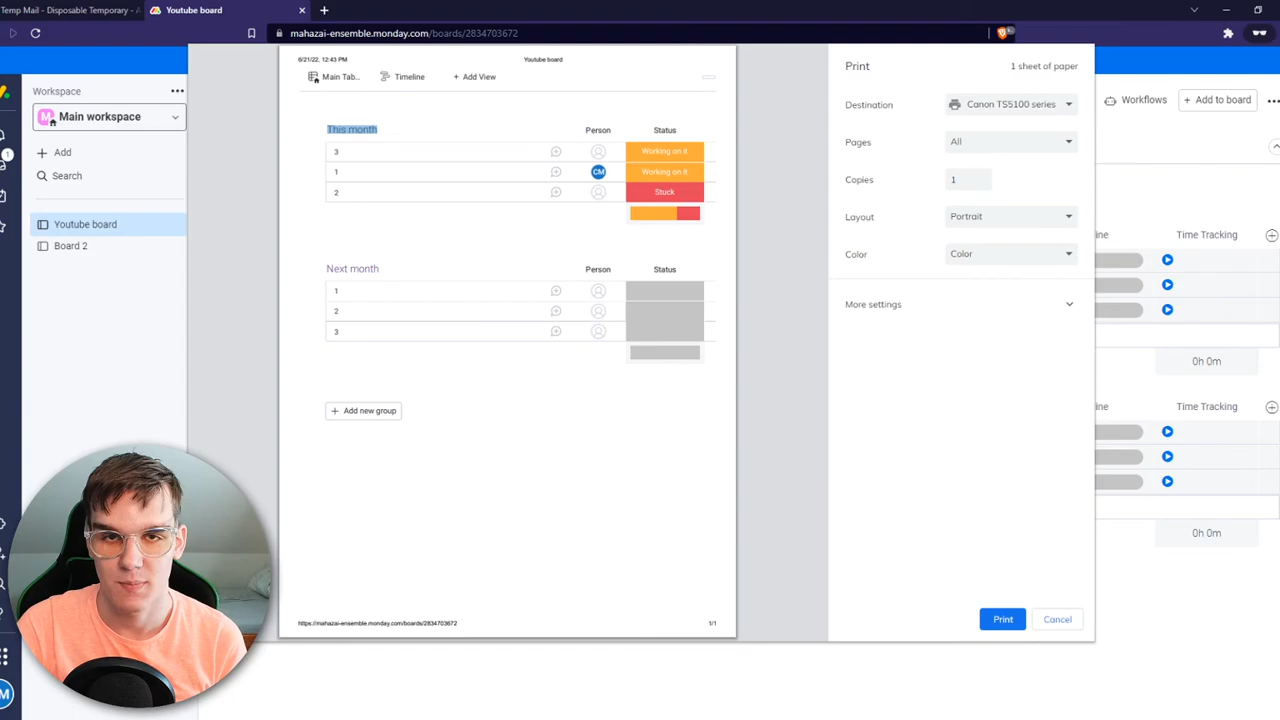 Temp Mail - Disposable Temporary - A
Youtube board
mahazai-ensemble.monday.com/boards/2834703672
Workspace
M
Main workspace
Add
Search
Youtube board
Board 2
1
CM
6/21/22, 12:43 PM
Youtube board
Main Tab..
Timeline
+ Add View
This month
Person
Status
3
Working on it
1
CM
Working on it
2
Stuck
Next month
Person
Status
1
2
3
+ Add new group
https://mahazai-ensemble.monday.com/boards/2834703672
1/1
Print
1 sheet of paper
Destination
Canon TS5100 series
Pages
All
Copies
1
Layout
Portrait
Color
Color
More settings
Print
Cancel
Workflows
+ Add to board
ine
Time Tracking
0h 0m
ine
Time Tracking
0h 0m